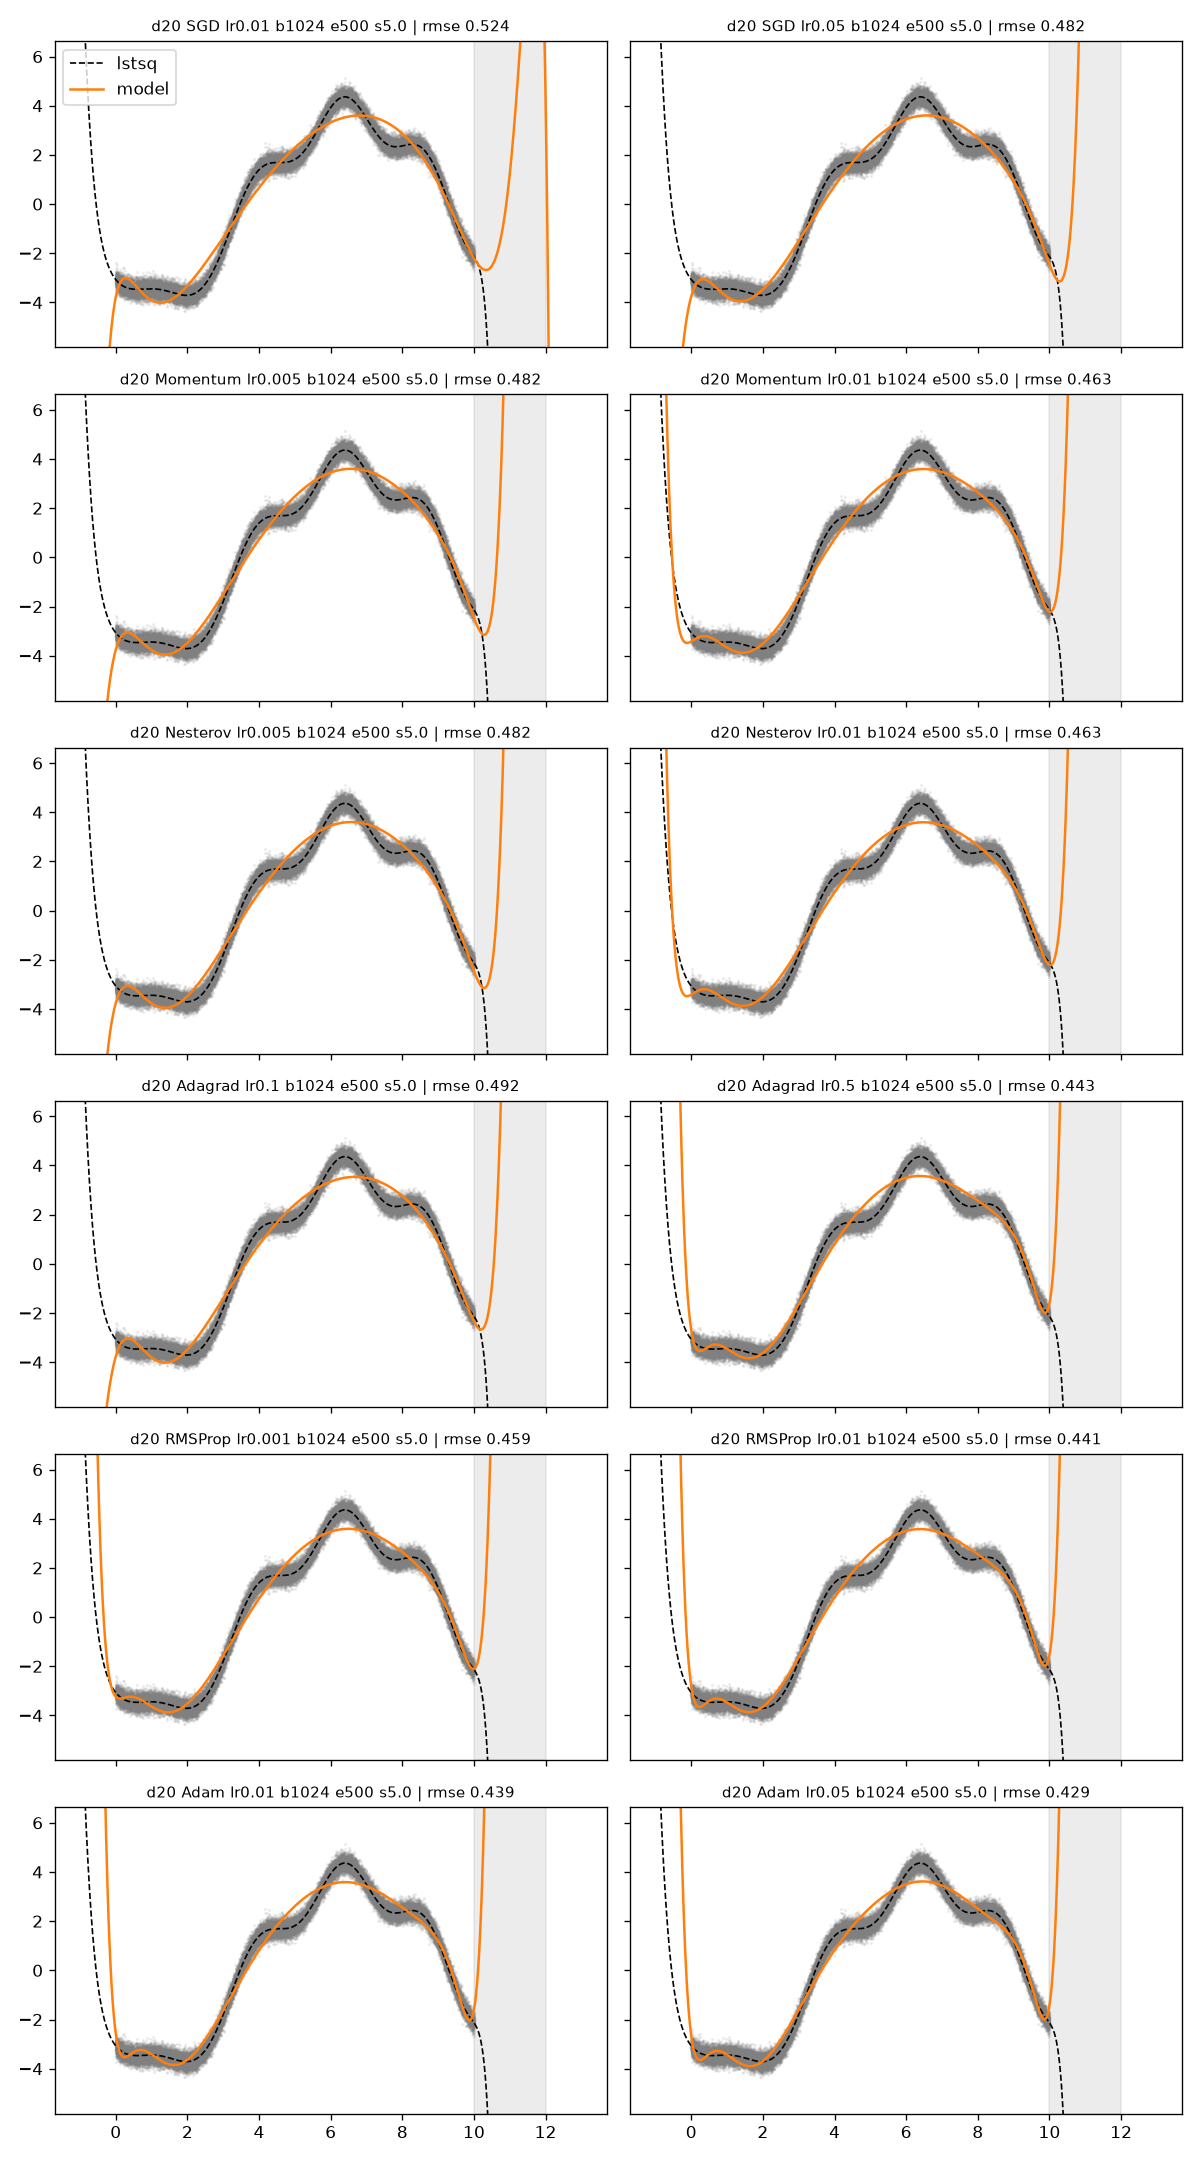 d20 SGD lr0.01 b1024 e500 s5.0 | rmse 0.524
d20 SGD lr0.05 b1024 e500 s5.0 | rmse 0.482
6
4
2
0
−2
−4
lstsq
model
d20 Momentum lr0.005 b1024 e500 s5.0 | rmse 0.482
d20 Momentum lr0.01 b1024 e500 s5.0 | rmse 0.463
6
4
2
0
−2
−4
d20 Nesterov lr0.005 b1024 e500 s5.0 | rmse 0.482
d20 Nesterov lr0.01 b1024 e500 s5.0 | rmse 0.463
6
4
2
0
−2
−4
d20 Adagrad lr0.1 b1024 e500 s5.0 | rmse 0.492
d20 Adagrad lr0.5 b1024 e500 s5.0 | rmse 0.443
6
4
2
0
−2
−4
d20 RMSProp lr0.001 b1024 e500 s5.0 | rmse 0.459
d20 RMSProp lr0.01 b1024 e500 s5.0 | rmse 0.441
6
4
2
0
−2
−4
d20 Adam lr0.01 b1024 e500 s5.0 | rmse 0.439
d20 Adam lr0.05 b1024 e500 s5.0 | rmse 0.429
6
4
2
0
−2
−4
0 2 4 6 8 10 12
0 2 4 6 8 10 12